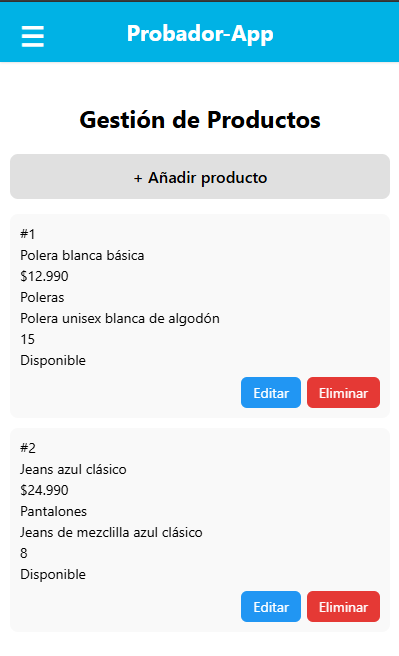 Probador-App
Gestión de Productos
+ Añadir producto
#1
Polera blanca básica
$12.990
Poleras
Polera unisex blanca de algodón
15
Disponible
Editar
Eliminar
#2
Jeans azul clásico
$24.990
Pantalones
Jeans de mezclilla azul clásico
8
Disponible
Editar
Eliminar